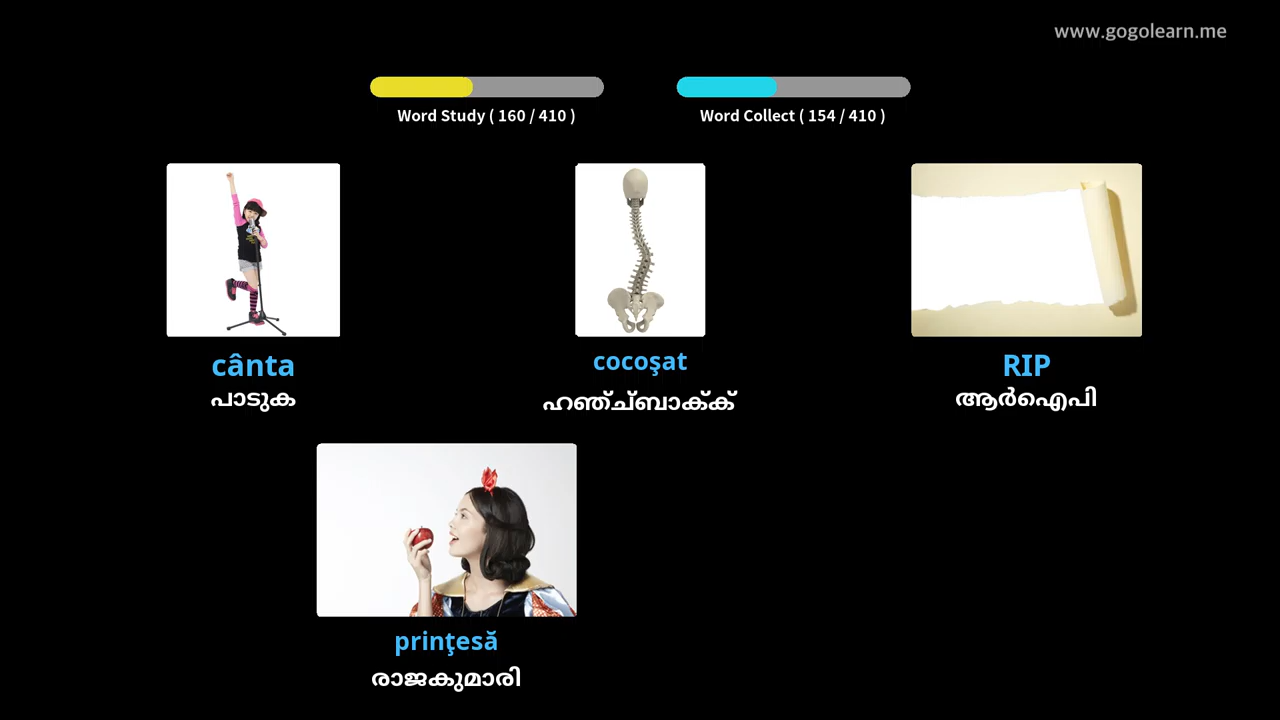 www.gogolearn.me
Word Study ( 160 / 410 )
Word Collect ( 154 / 410 )
cânta
പാടുക
cocoşat
ഹഞ്ച്ബാക്ക്
RIP
ആർഐപി
prinţesă
രാജകുമാരി